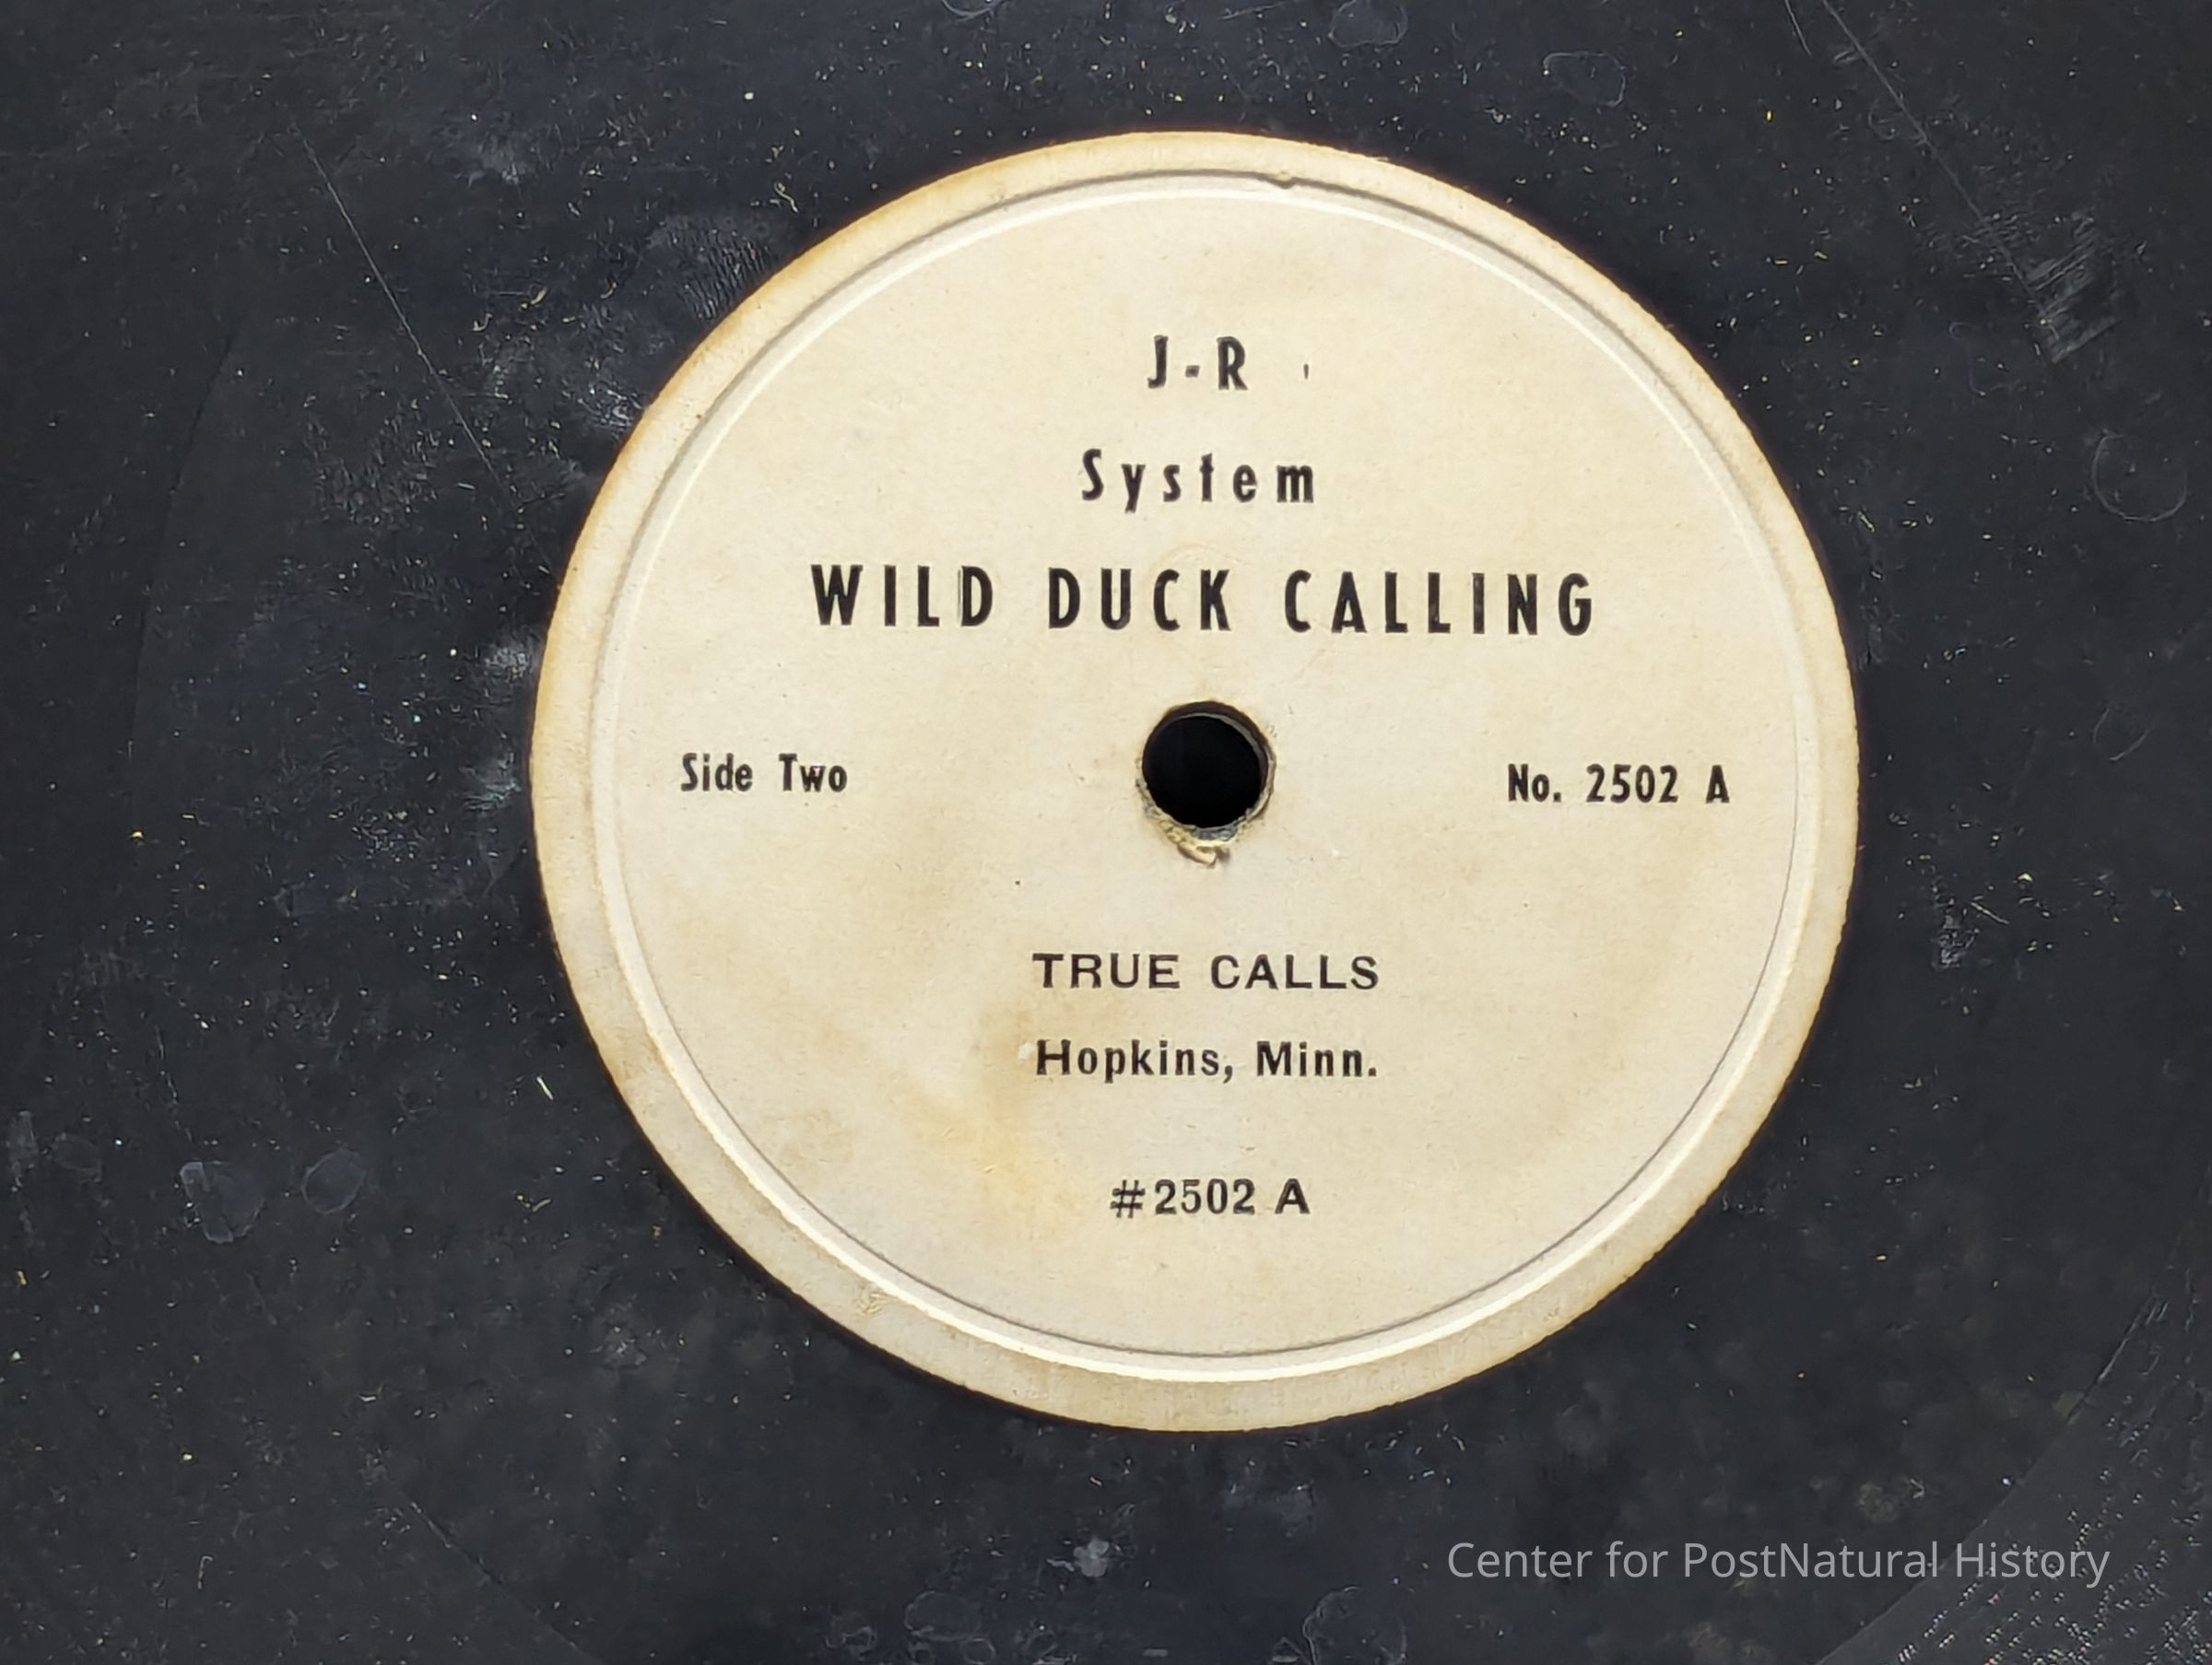 J-R
System
WILD DUCK CALLING
Side Two
No. 2502 A
TRUE CALLS
Hopkins, Minn.
#2502 A
Center for PostNatural History